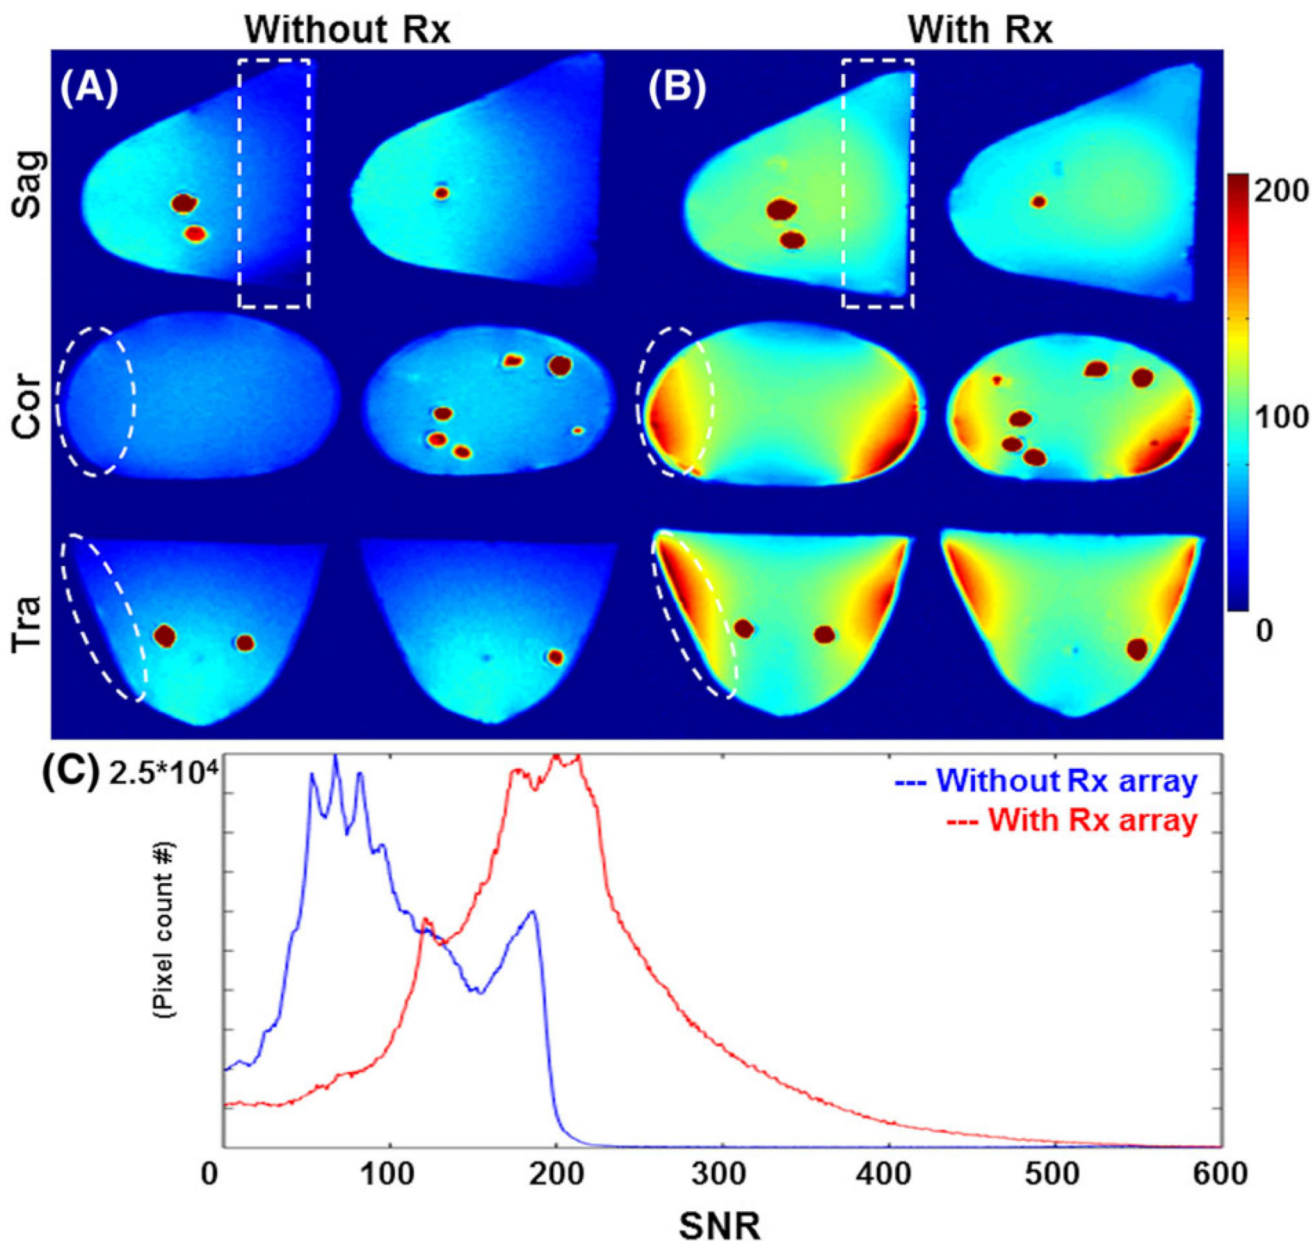 Without Rx
With Rx
(A)
(B)
Sag
Cor
Tra
200
100
0
(C)
2.5*10⁴
(Pixel count #)
--- Without Rx array
--- With Rx array
0 100 200 300 400 500 600
SNR